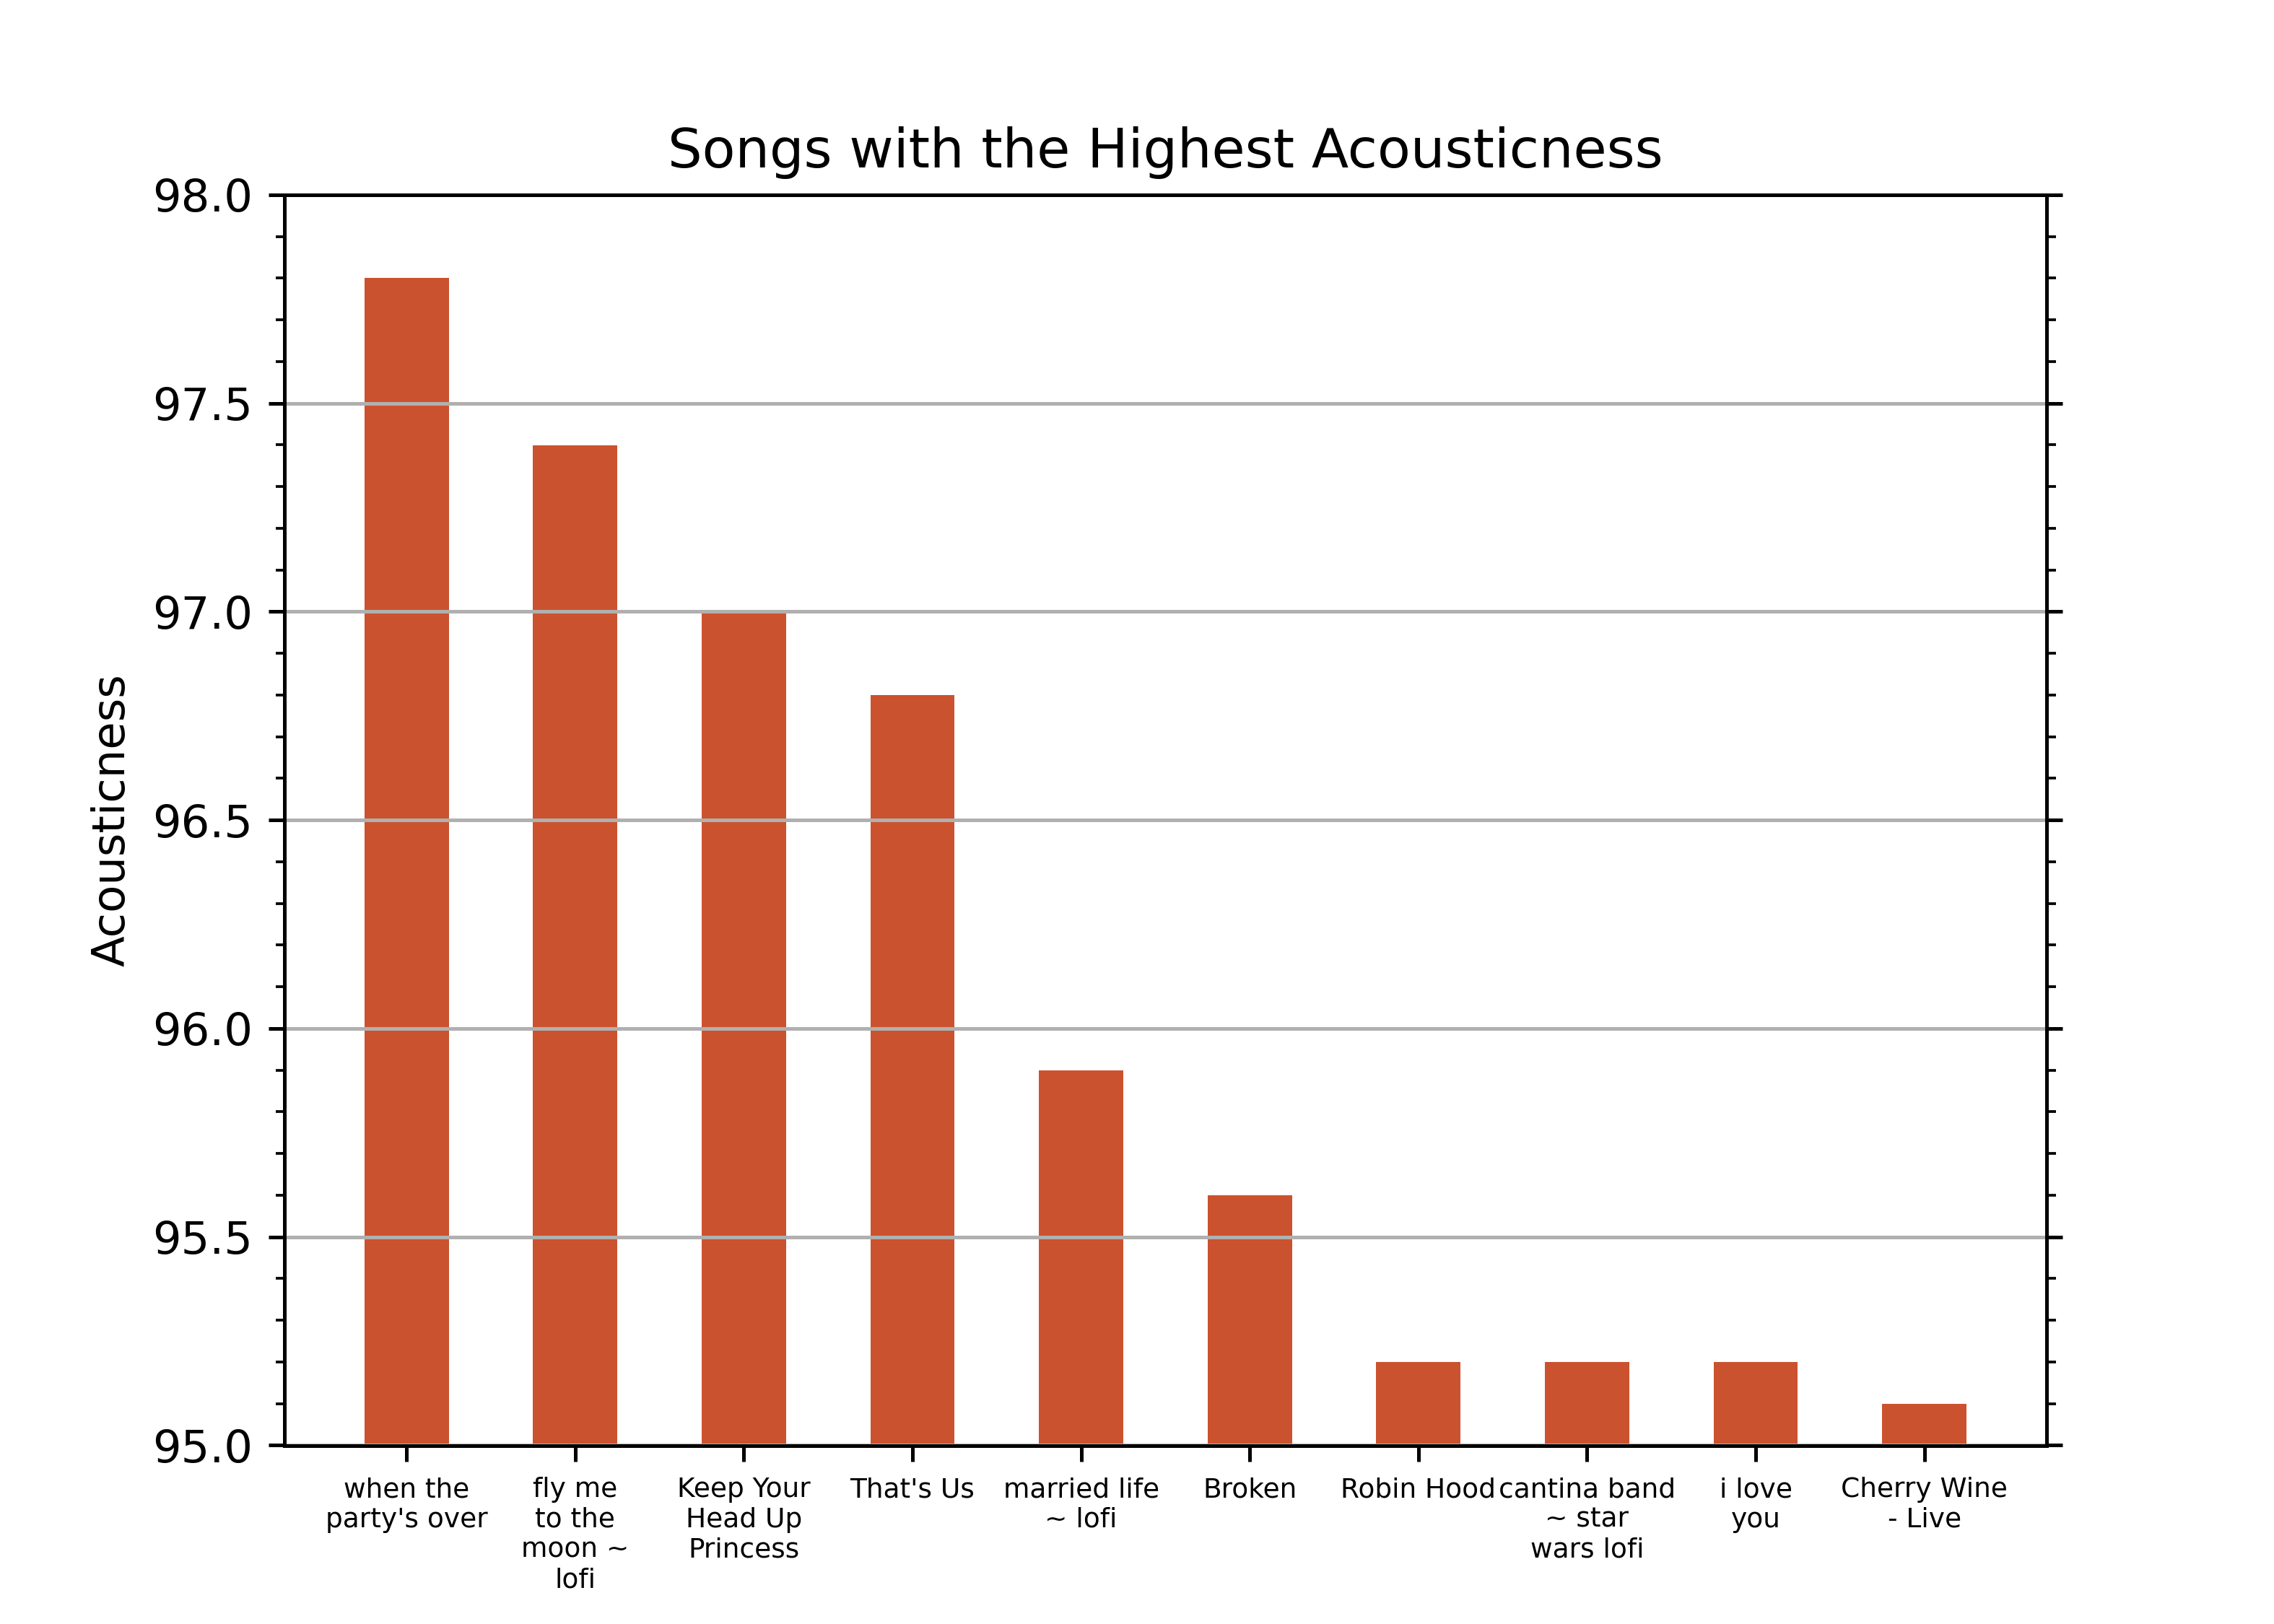 Songs with the Highest Acousticness
98.0
97.5
97.0
96.5
96.0
95.5
95.0
Acousticness
when the
party's over
fly me
to the
moon ~
lofi
Keep Your
Head Up
Princess
That's Us
married life
~ lofi
Broken
Robin Hood
cantina band
~ star
wars lofi
i love
you
Cherry Wine
- Live